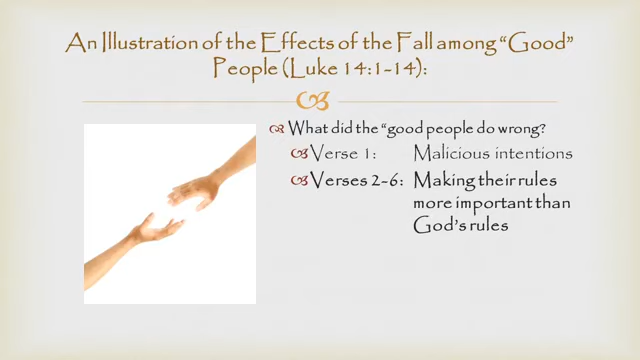 An Illustration of the Effects of the Fall among “Good”
People (Luke 14:1-14):
What did the “good people do wrong?
Verse 1: Malicious intentions
Verses 2-6: Making their rules
more important than
God’s rules